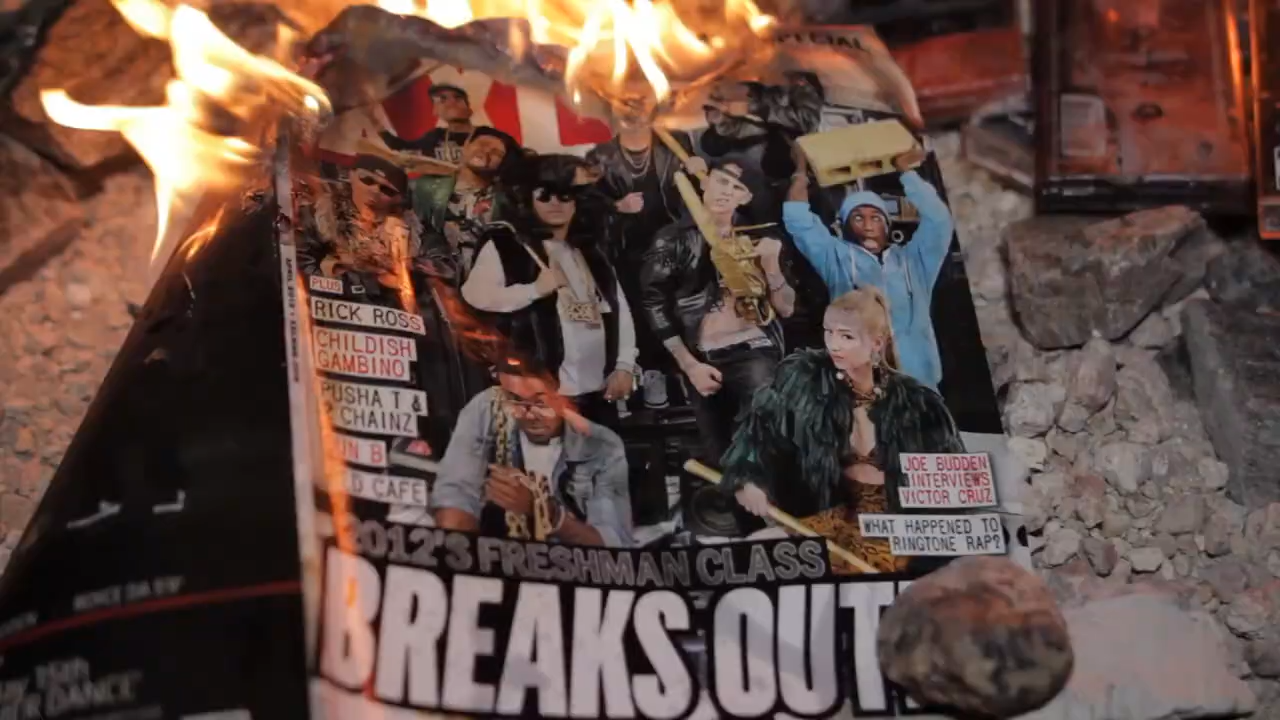 SPECIAL
PLUS
RICK ROSS
CHILDISH
GAMBINO
PUSHA T &
2 CHAINZ
N B
D CAFE
JOE BUDDEN
INTERVIEWS
VICTOR CRUZ
WHAT HAPPENED TO
RINGTONE RAP?
2012'S FRESHMAN CLASS
BREAKS OUT